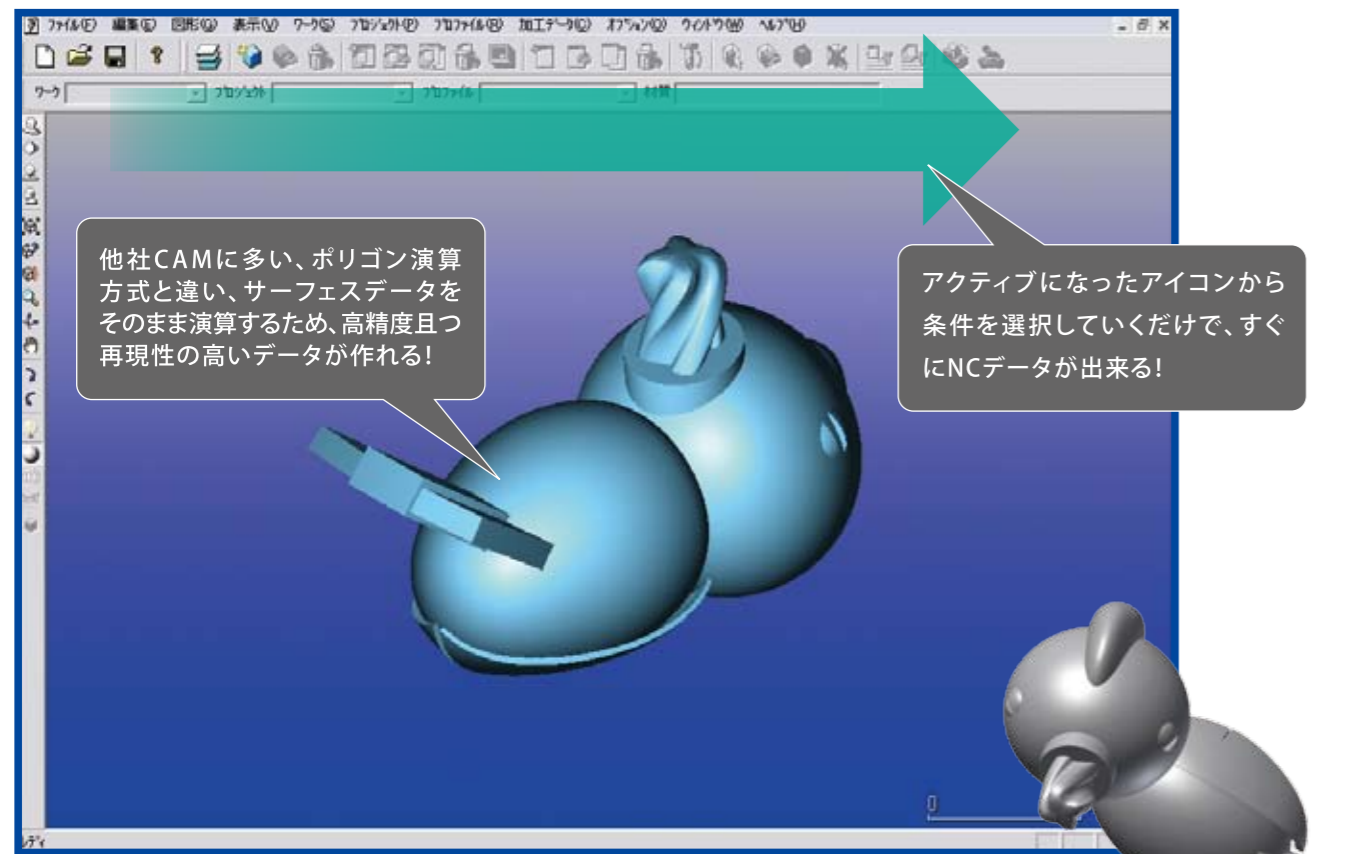 ファイル(F) 編集(E) 図形(G) 表示(V) ワーク(S) プロジェクト(P) プロファイル(R) 加工データ(C) オプション(O) ウィンドウ(W) ヘルプ(H)
ワーク プロジェクト プロファイル 材質
他社CAMに多い、ポリゴン演算
方式と違い、サーフェスデータを
そのまま演算するため、高精度且つ
再現性の高いデータが作れる!
アクティブになったアイコンから
条件を選択していくだけで、すぐ
にNCデータが出来る!
0
レディ